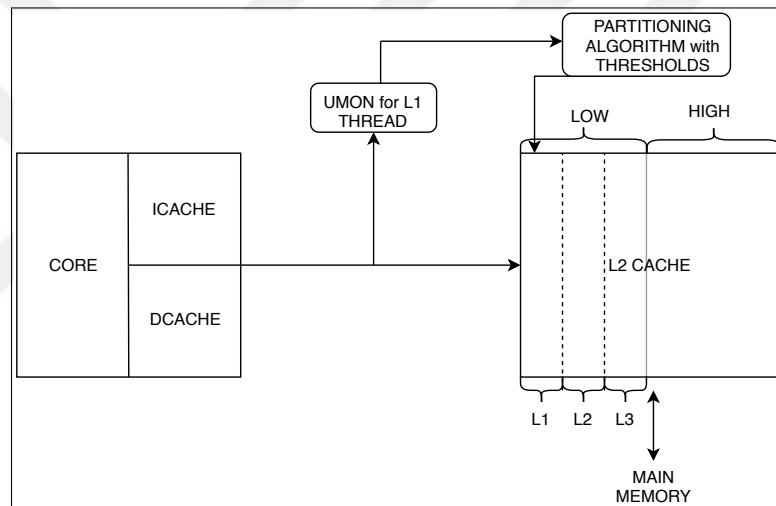 PARTITIONING
ALGORITHM with
THRESHOLDS
UMON for L1
THREAD
LOW
HIGH
ICACHE
CORE
L2 CACHE
DCACHE
L1
L2
L3
MAIN
MEMORY